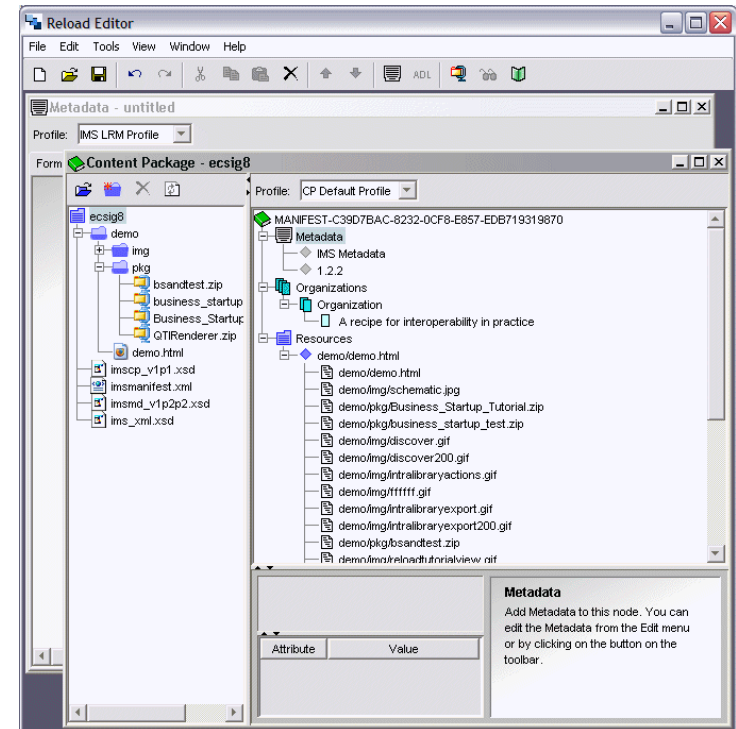 Reload Editor
File Edit Tools View Window Help
ADL
Metadata - untitled
Profile: IMS LRM Profile
Form
Content Package - ecsig8
Profile: CP Default Profile
ecsig8
demo
img
pkg
bsandtest.zip
business_startup
Business_Startup
QTIRenderer.zip
demo.html
imscp_v1p1.xsd
imsmanifest.xml
imsmd_v1p2p2.xsd
ims_xml.xsd
MANIFEST-C39D7BAC-8232-0CF8-E857-EDB719319870
Metadata
IMS Metadata
1.2.2
Organizations
Organization
A recipe for interoperability in practice
Resources
demo/demo.html
demo/demo.html
demo/img/schematic.jpg
demo/pkg/Business_Startup_Tutorial.zip
demo/pkg/business_startup_test.zip
demo/img/discover.gif
demo/img/discover200.gif
demo/img/intralibraryactions.gif
demo/img/ffffff.gif
demo/img/intralibraryexport.gif
demo/img/intralibraryexport200.gif
demo/pkg/bsandtest.zip
demo/img/reloadtutorialview.gif
Attribute Value
Metadata
Add Metadata to this node. You can
edit the Metadata from the Edit menu
or by clicking on the button on the
toolbar.